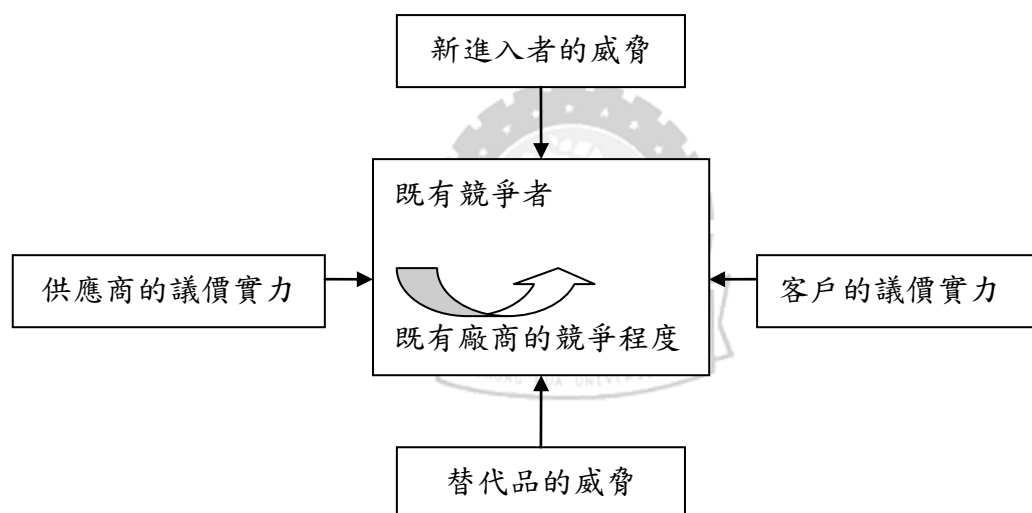 新進入者的威脅
既有競爭者
供應商的議價實力
客戶的議價實力
既有廠商的競爭程度
替代品的威脅